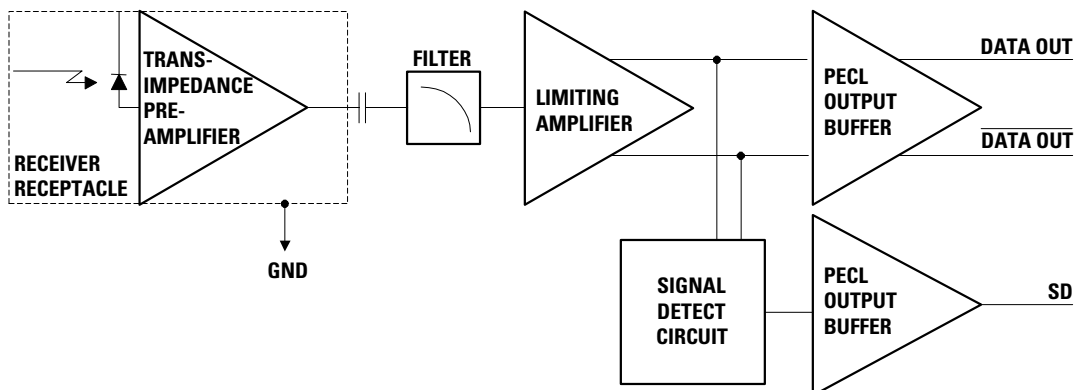 TRANS-
IMPEDANCE
PRE-
AMPLIFIER
RECEIVER
RECEPTACLE
GND
FILTER
LIMITING
AMPLIFIER
PECL
OUTPUT
BUFFER
DATA OUT
DATA OUT
SIGNAL
DETECT
CIRCUIT
PECL
OUTPUT
BUFFER
SD